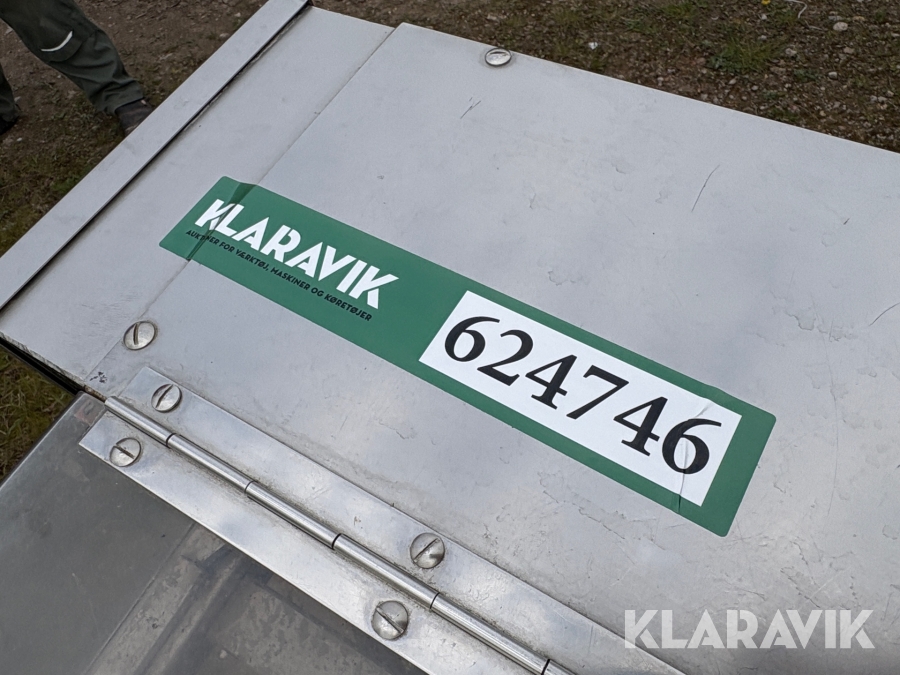 KLARAVIK
AUKTIONER FOR VÆRKTØJ, MASKINER OG KØRETØJER
624746
KLARAVIK